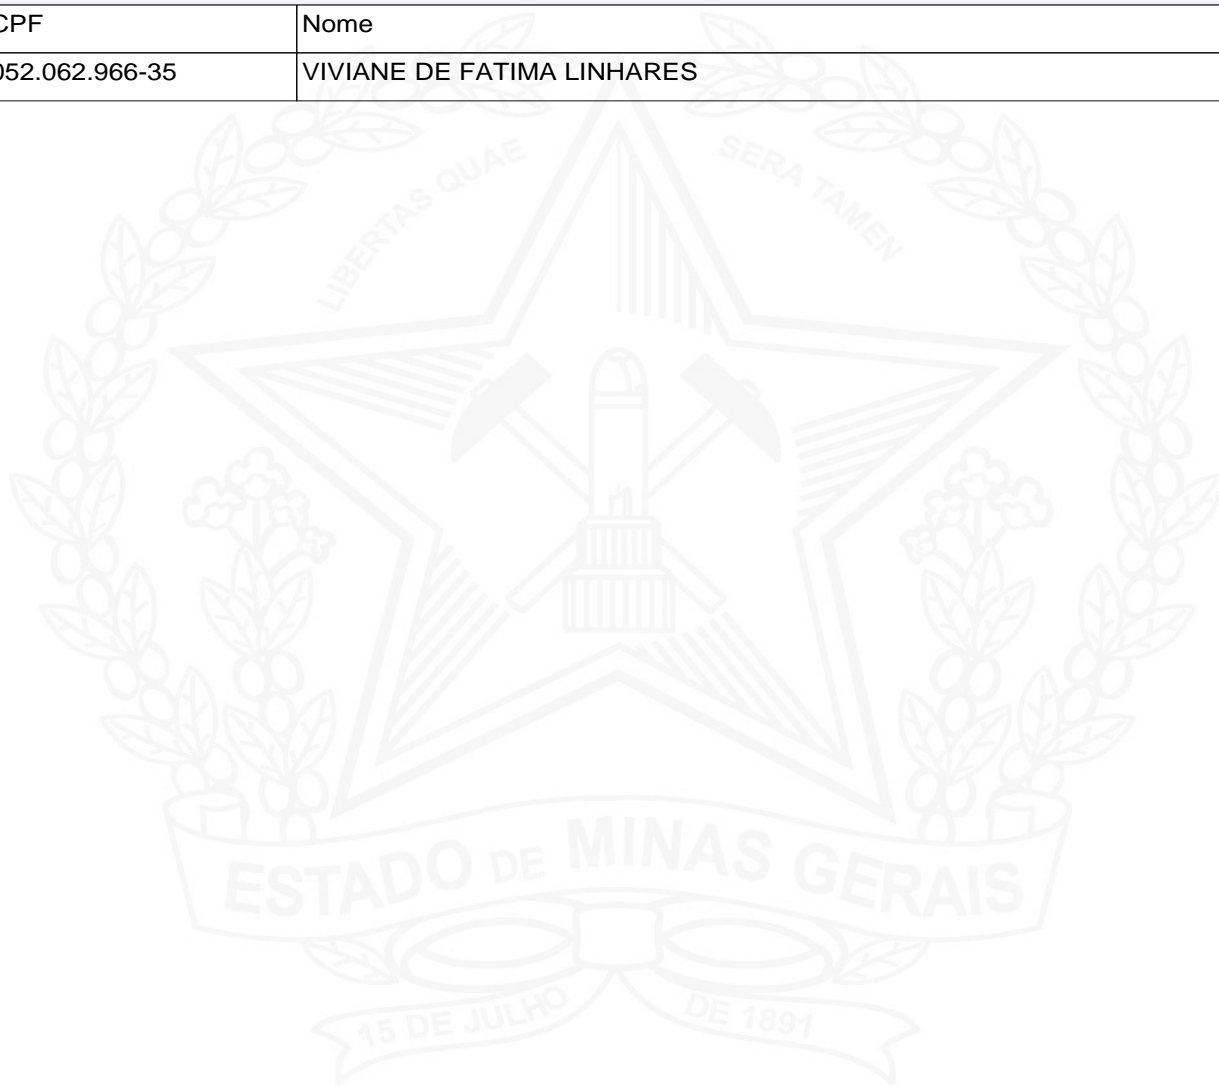 CPF Nome
052.062.966-35 VIVIANE DE FATIMA LINHARES
LIBERTAS QUAE SERA TAMEN
ESTADO DE MINAS GERAIS
15 DE JULHO DE 1891